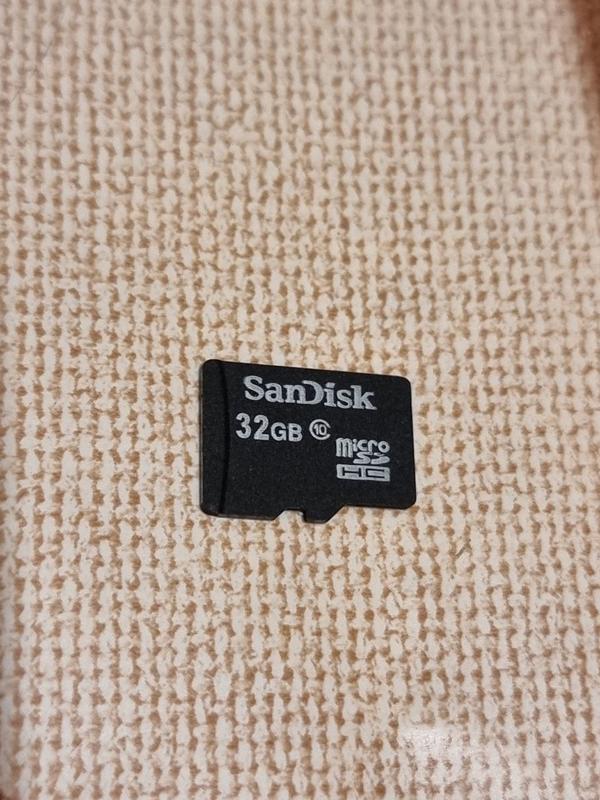 SanDisk
32GB 10
micro
SD
HC